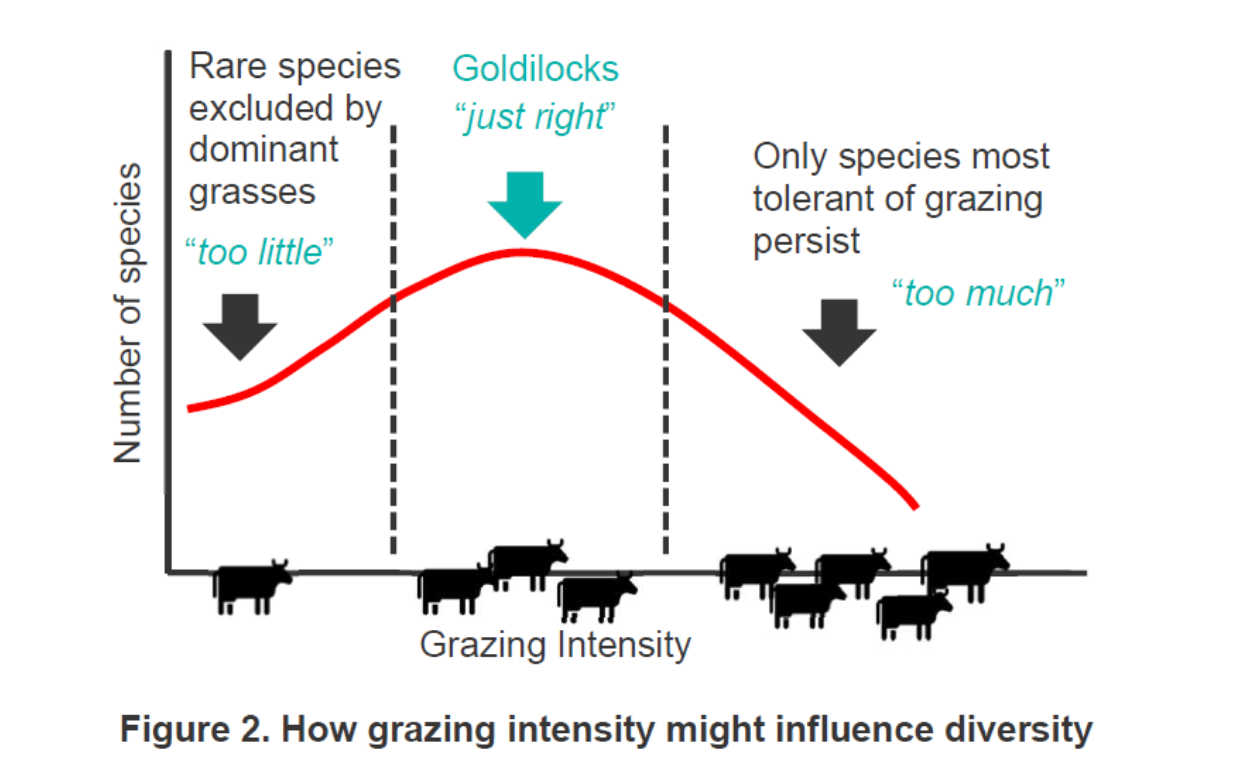 Rare species
excluded by
dominant
grasses
“too little”
Goldilocks
“just right”
Only species most
tolerant of grazing
persist
“too much”
Number of species
Grazing Intensity
Figure 2. How grazing intensity might influence diversity